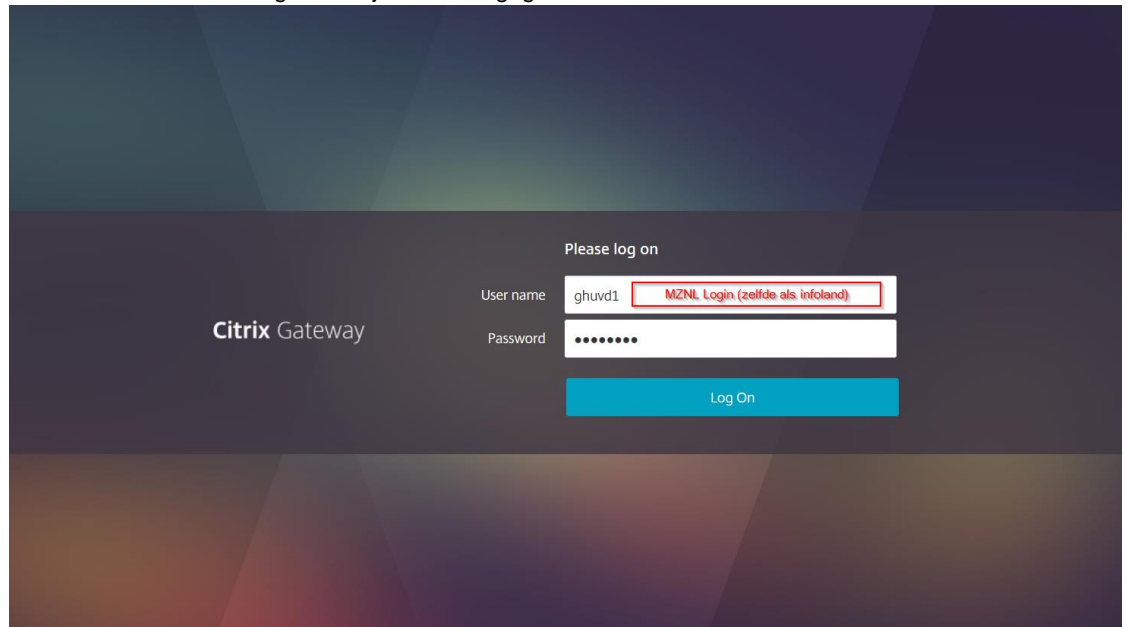 Please log on
User name ghuvd1 MZNL Login (zelfde als infoland)
Citrix Gateway
Password ••••••••
Log On